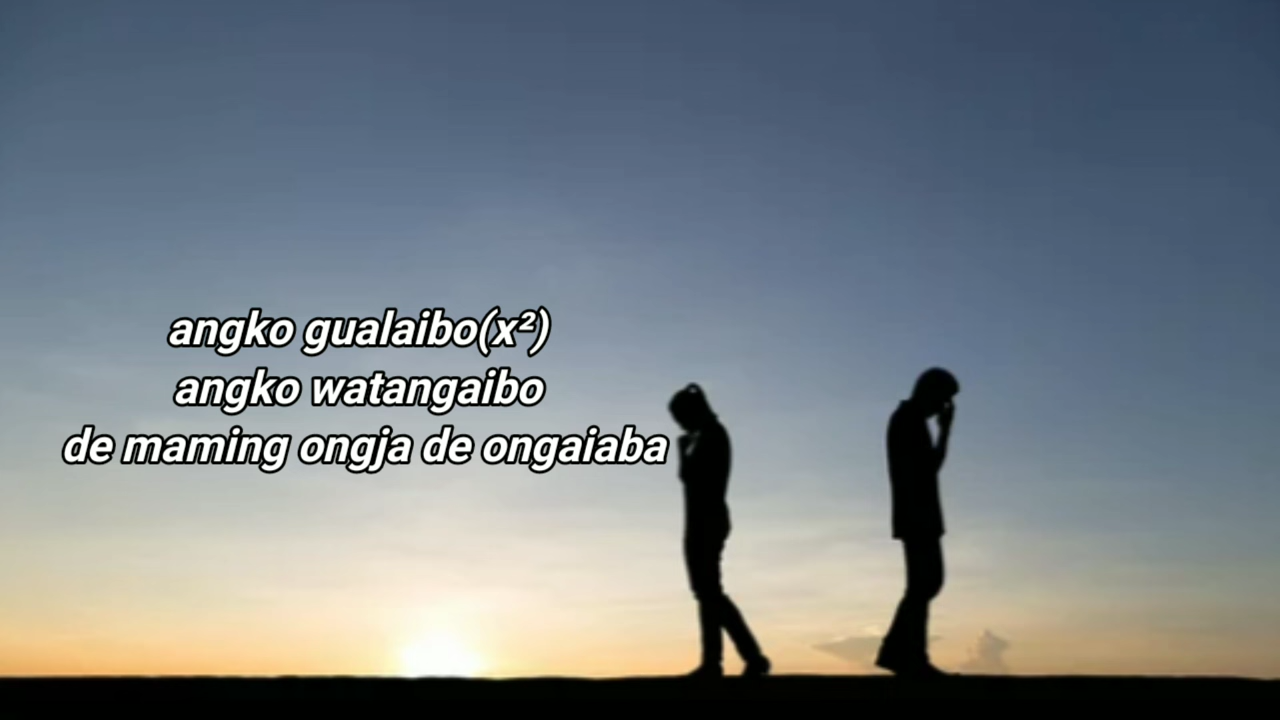 angko gualaibo(x²)
angko watangaibo
de maming ongja de ongaiaba